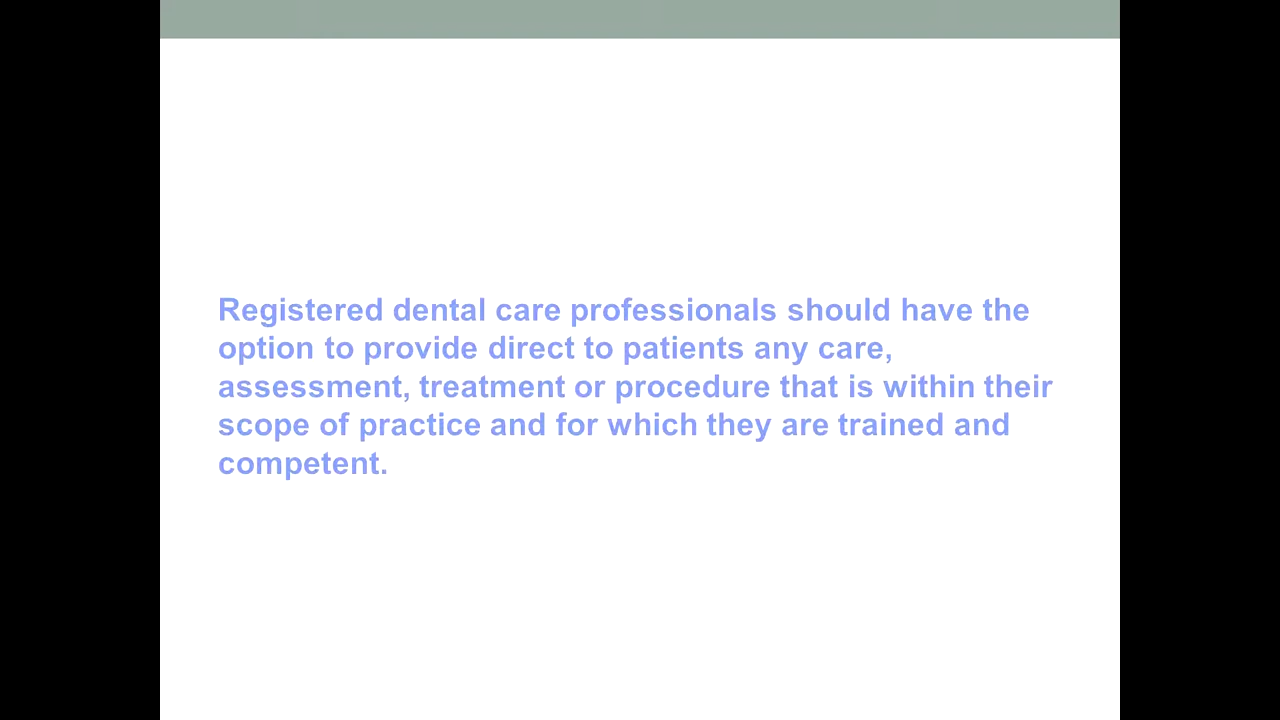 Registered dental care professionals should have the
option to provide direct to patients any care,
assessment, treatment or procedure that is within their
scope of practice and for which they are trained and
competent.